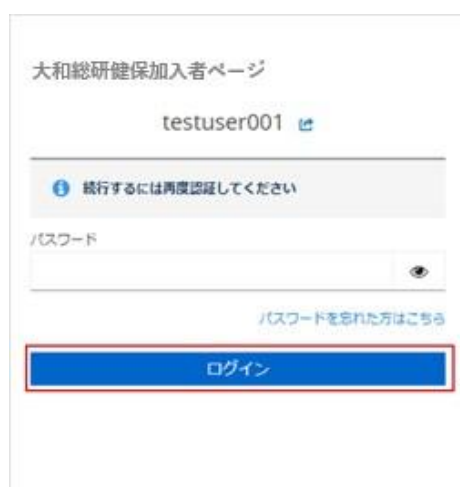 大和総研健保加入者ページ
testuser001
続行するには再度認証してください
パスワード
パスワードを忘れた方はこちら
ログイン